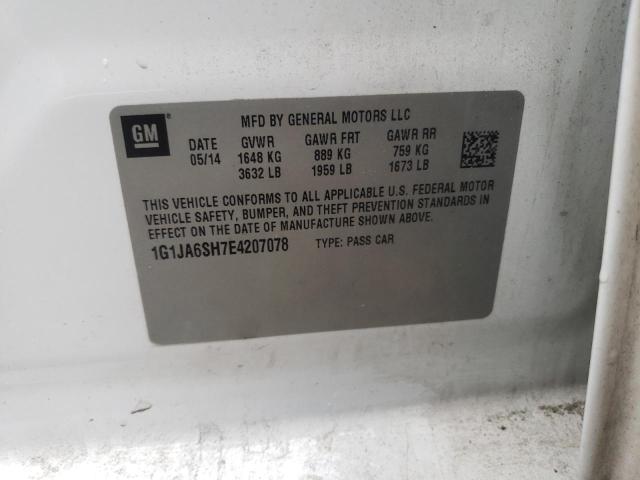 GM
MFD BY GENERAL MOTORS LLC
DATE GVWR GAWR FRT GAWR RR
05/14 1648 KG 889 KG 759 KG
3632 LB 1959 LB 1673 LB
THIS VEHICLE CONFORMS TO ALL APPLICABLE U.S. FEDERAL MOTOR
VEHICLE SAFETY, BUMPER, AND THEFT PREVENTION STANDARDS IN
EFFECT ON THE DATE OF MANUFACTURE SHOWN ABOVE.
1G1JA6SH7E4207078 TYPE: PASS CAR